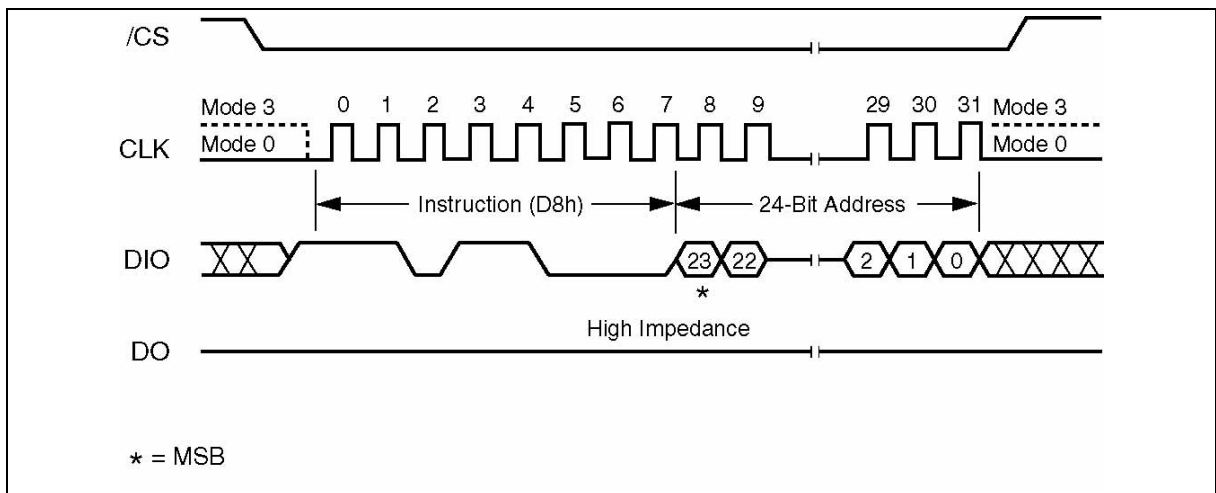 /CS
Mode 3 0 1 2 3 4 5 6 7 8 9 29 30 31 Mode 3
CLK Mode 0 Mode 0
Instruction (D8h) 24-Bit Address
DIO 23 22 2 1 0
*
High Impedance
DO
* = MSB